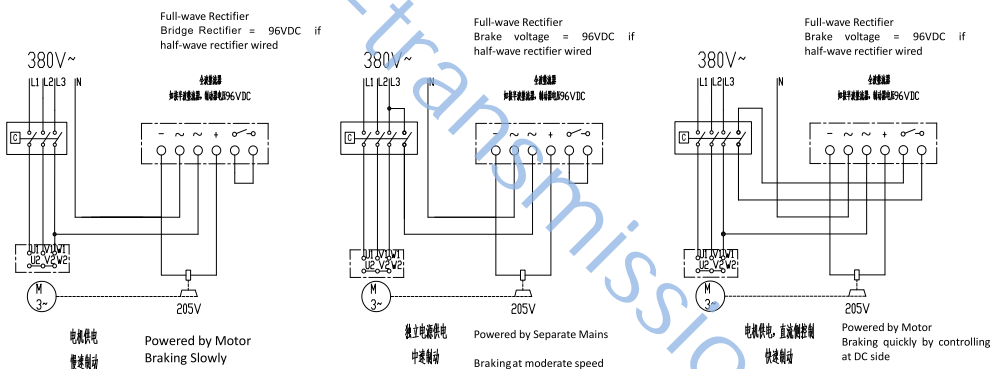 Full-wave Rectifier
Bridge Rectifier = 96VDC if
half-wave rectifier wired
380V~
L1 L2 L3 N
全波整流器
如接半波整流器,制动器电压96VDC
C
- ~ ~ +
U1 V1 W1
U2 V2 W2
M
3~
205V
电机供电
慢速制动
Powered by Motor
Braking Slowly
Full-wave Rectifier
Brake voltage = 96VDC if
half-wave rectifier wired
380V~
L1 L2 L3 N
全波整流器
如接半波整流器,制动器电压96VDC
C
- ~ ~ +
U1 V1 W1
U2 V2 W2
M
3~
205V
独立电源供电
中速制动
Powered by Separate Mains
Braking at moderate speed
Full-wave Rectifier
Brake voltage = 96VDC if
half-wave rectifier wired
380V~
L1 L2 L3 N
全波整流器
如接半波整流器,制动器电压96VDC
C
- ~ ~ +
U1 V1 W1
U2 V2 W2
M
3~
205V
电机供电,直流侧控制
快速制动
Powered by Motor
Braking quickly by controlling
at DC side
-transmissio